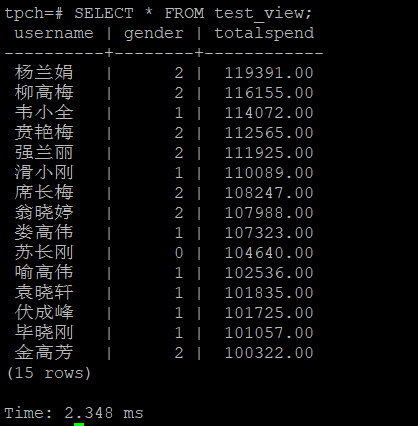 tpch=# SELECT * FROM test_view;
 username | gender | totalspend
----------+--------+------------
 杨兰娟   |      2 |  119391.00
 柳高梅   |      2 |  116155.00
 韦小全   |      1 |  114072.00
 贲艳梅   |      2 |  112565.00
 强兰丽   |      2 |  111925.00
 滑小刚   |      1 |  110089.00
 席长梅   |      2 |  108247.00
 翁晓婷   |      2 |  107988.00
 娄高伟   |      1 |  107323.00
 苏长刚   |      0 |  104640.00
 喻高伟   |      1 |  102536.00
 袁晓轩   |      1 |  101835.00
 伏成峰   |      1 |  101725.00
 毕晓刚   |      1 |  101057.00
 金高芳   |      2 |  100322.00
(15 rows)
Time: 2.348 ms